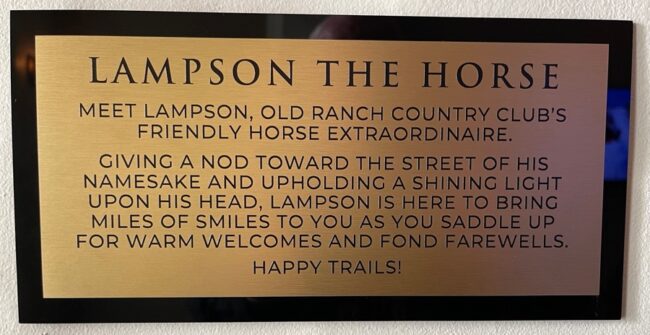 LAMPSON THE HORSE
MEET LAMPSON, OLD RANCH COUNTRY CLUB'S
FRIENDLY HORSE EXTRAORDINAIRE.
GIVING A NOD TOWARD THE STREET OF HIS
NAMESAKE AND UPHOLDING A SHINING LIGHT
UPON HIS HEAD, LAMPSON IS HERE TO BRING
MILES OF SMILES TO YOU AS YOU SADDLE UP
FOR WARM WELCOMES AND FOND FAREWELLS.
HAPPY TRAILS!